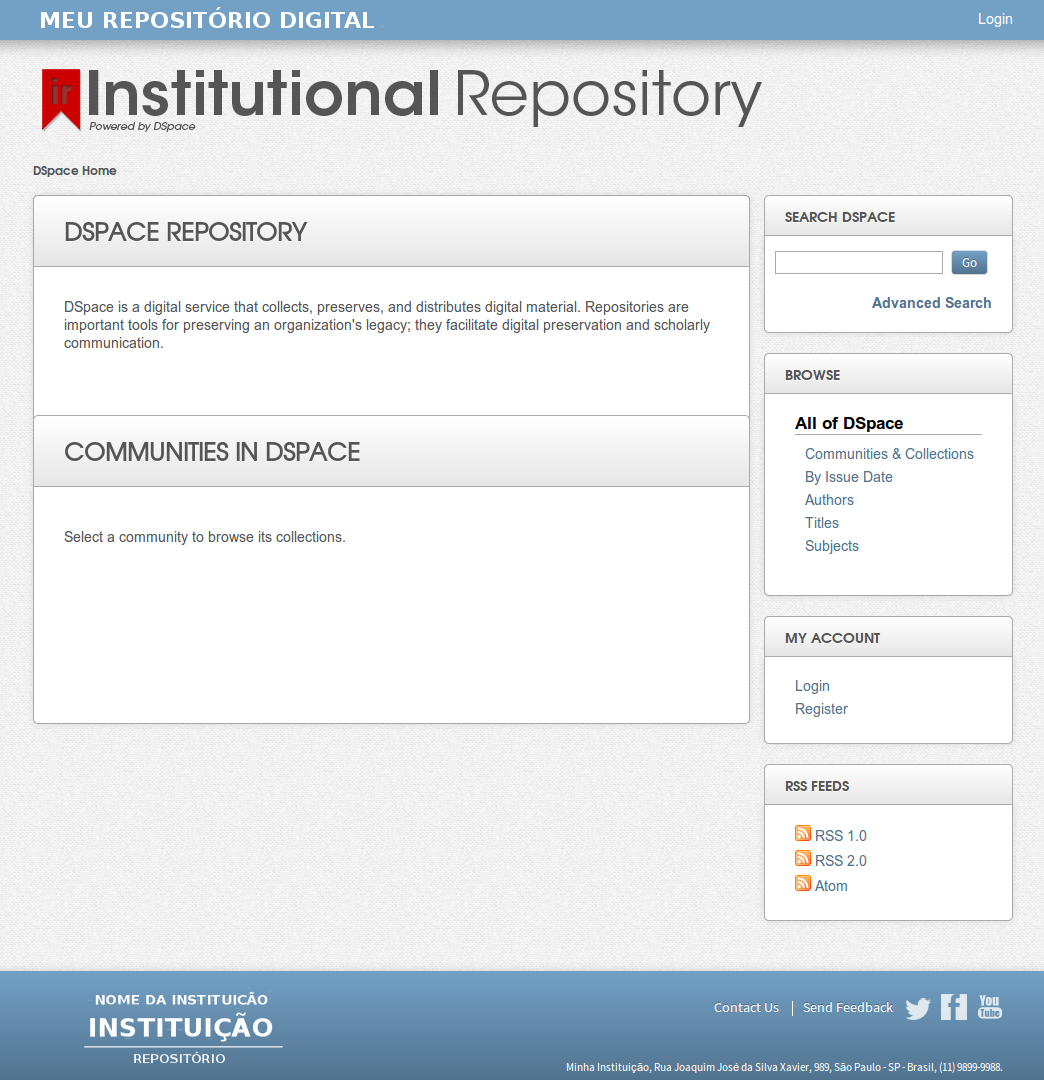 MEU REPOSITÓRIO DIGITAL
Login
ir Institutional Repository
Powered by DSpace
DSpace Home
DSPACE REPOSITORY
DSpace is a digital service that collects, preserves, and distributes digital material. Repositories are
important tools for preserving an organization's legacy; they facilitate digital preservation and scholarly
communication.
COMMUNITIES IN DSPACE
Select a community to browse its collections.
SEARCH DSPACE
Go
Advanced Search
BROWSE
All of DSpace
Communities & Collections
By Issue Date
Authors
Titles
Subjects
MY ACCOUNT
Login
Register
RSS FEEDS
RSS 1.0
RSS 2.0
Atom
NOME DA INSTITUIÇÃO
INSTITUIÇÃO
REPOSITÓRIO
Contact Us | Send Feedback
You
Tube
Minha Instituição, Rua Joaquim José da Silva Xavier, 989, São Paulo - SP - Brasil, (11) 9899-9988.